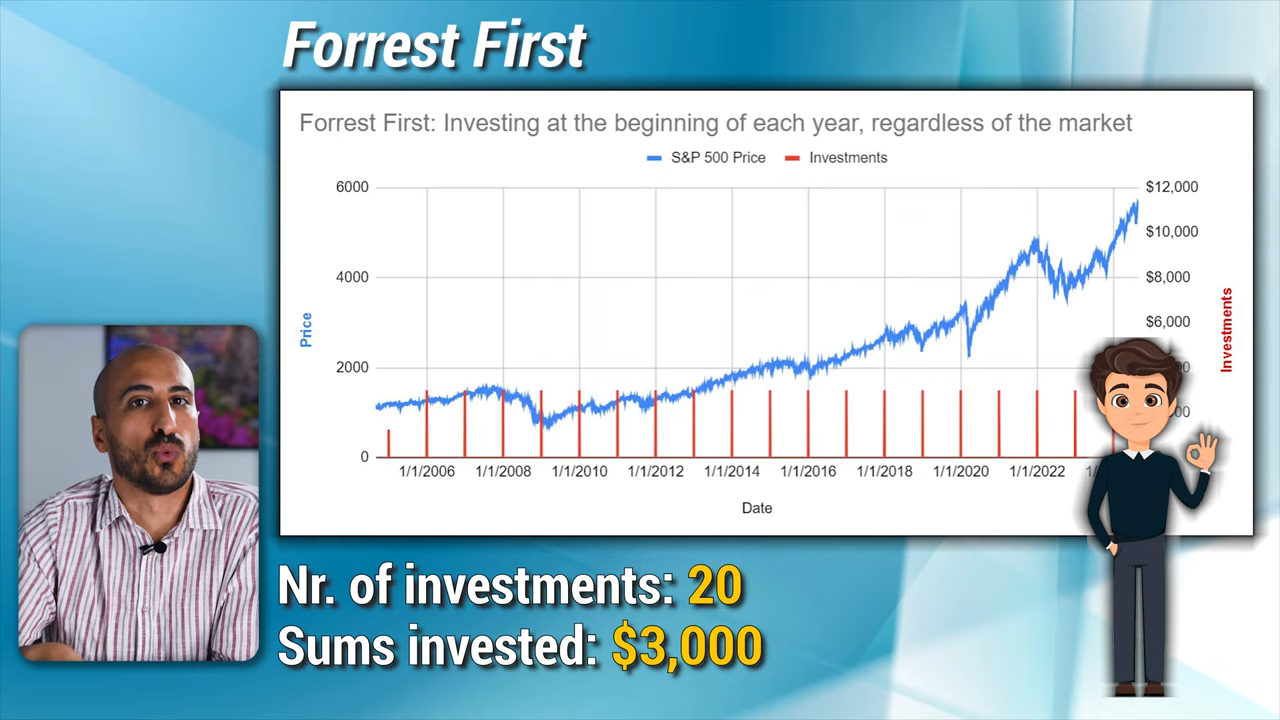 Forrest First
Forrest First: Investing at the beginning of each year, regardless of the market
S&P 500 Price
Investments
6000
4000
2000
0
Price
$12,000
$10,000
$8,000
$6,000
00
00
Investments
1/1/2006
1/1/2008
1/1/2010
1/1/2012
1/1/2014
1/1/2016
1/1/2018
1/1/2020
1/1/2022
Date
Nr. of investments: 20
Sums invested: $3,000